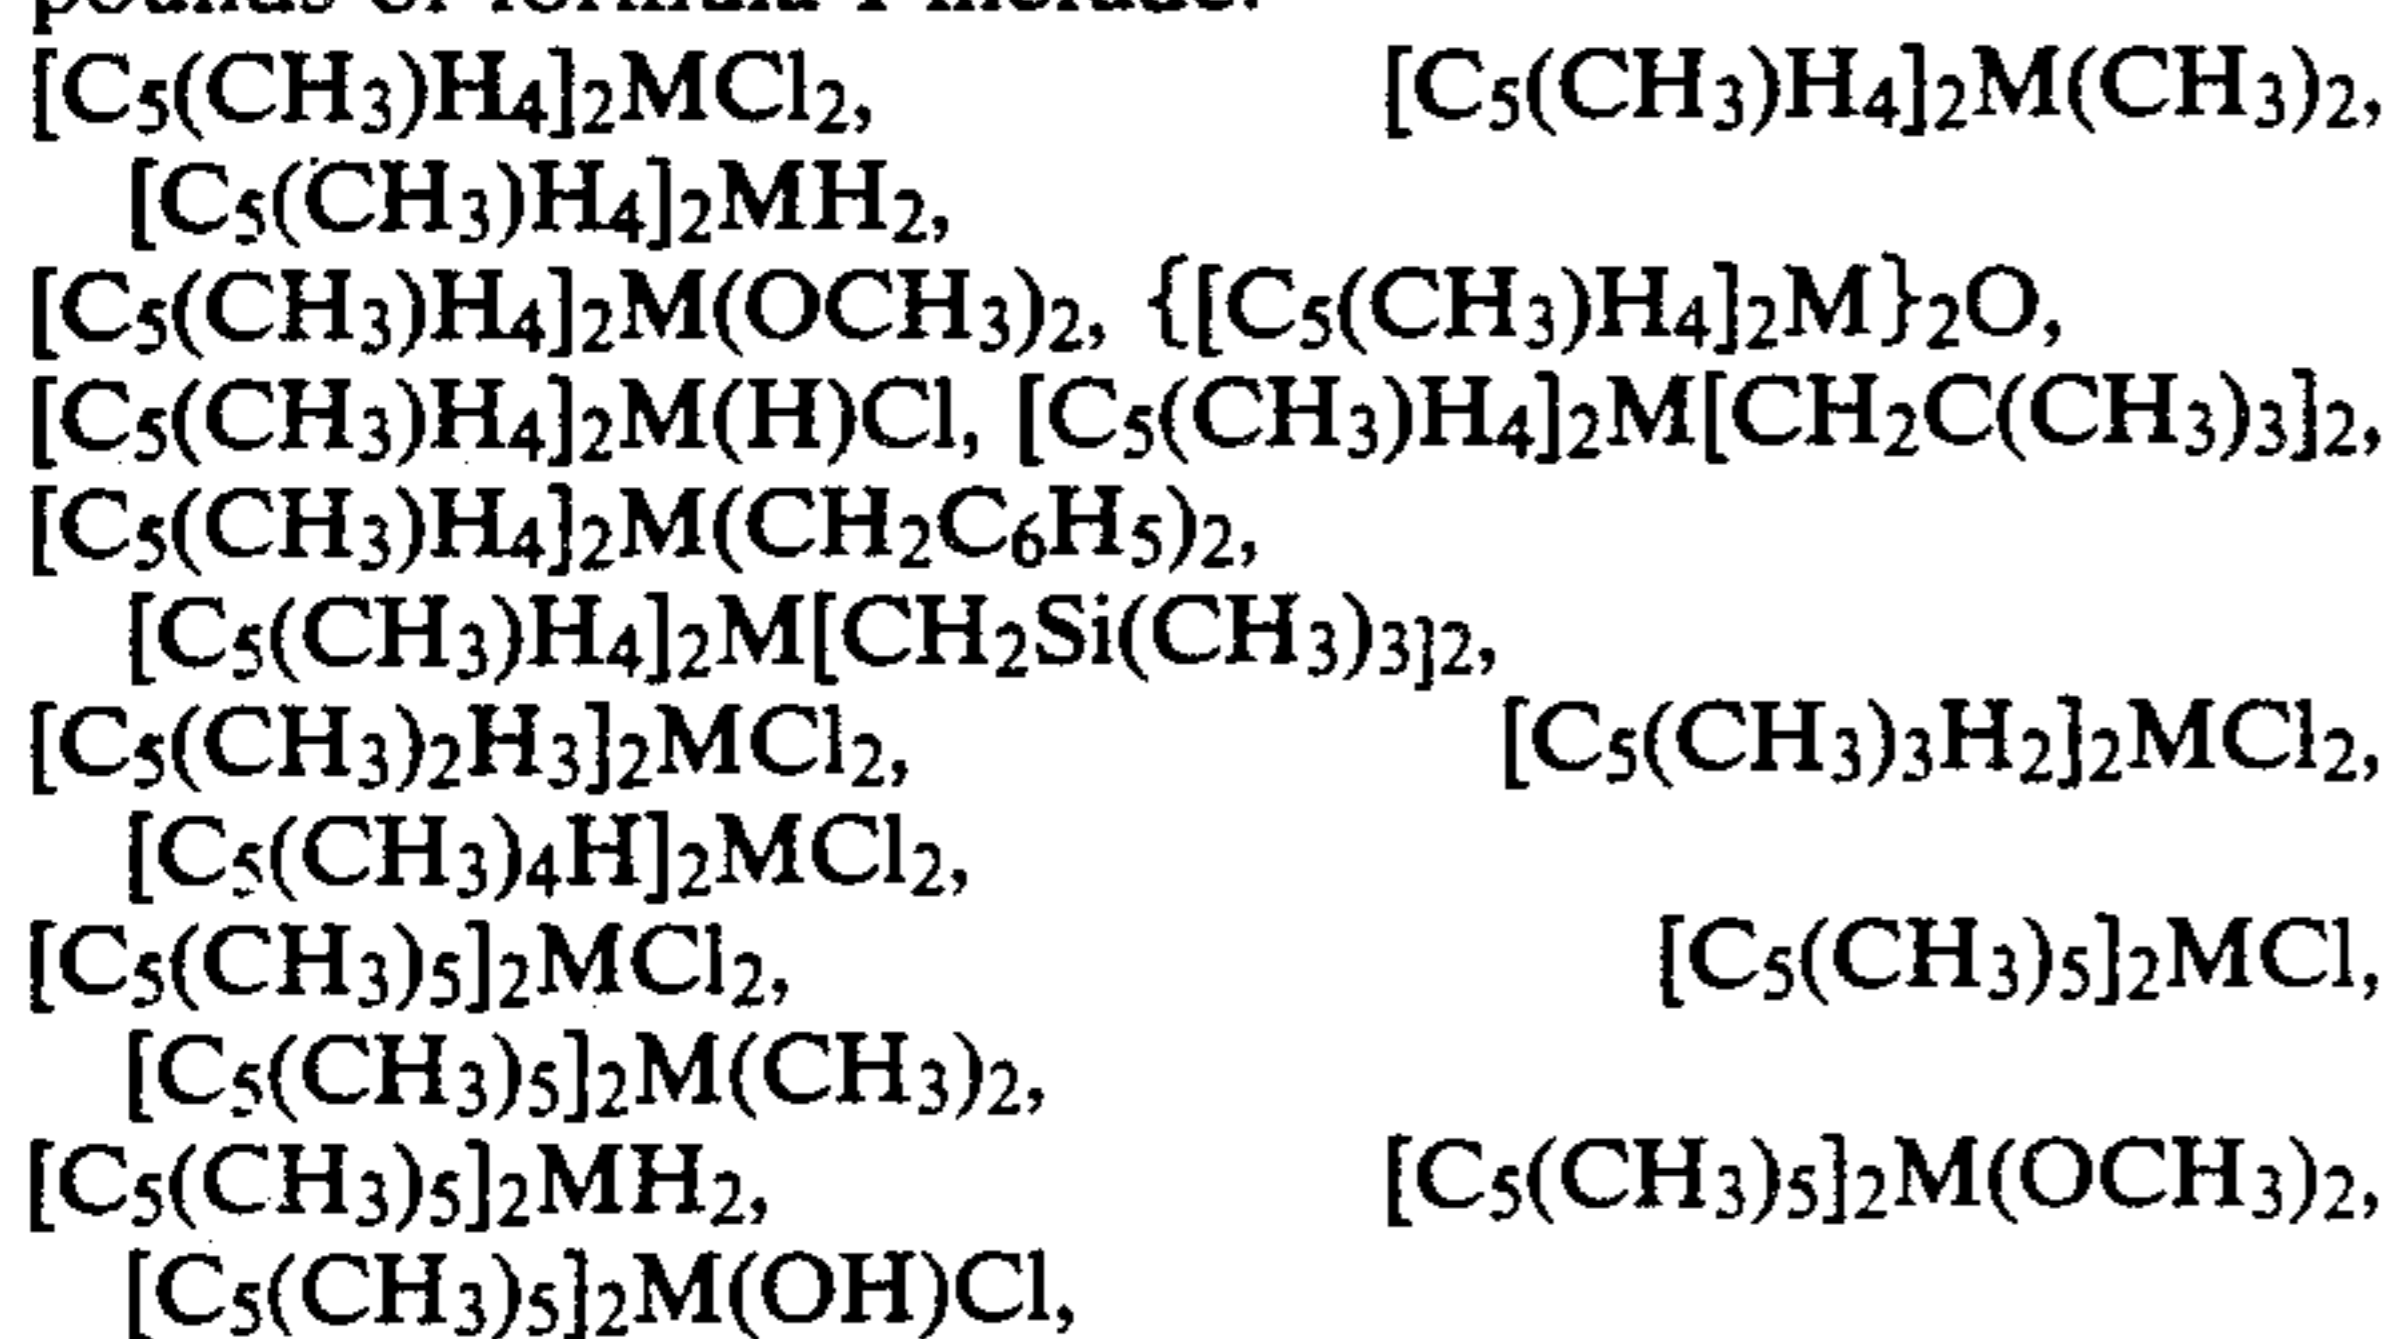 pounds of formula I include:
[C5(CH3)H4]2MCl2, [C5(CH3)H4]2M(CH3)2,
[C5(CH3)H4]2MH2,
[C5(CH3)H4]2M(OCH3)2, {[C5(CH3)H4]2M}2O,
[C5(CH3)H4]2M(H)Cl, [C5(CH3)H4]2M[CH2C(CH3)3]2,
[C5(CH3)H4]2M(CH2C6H5)2,
[C5(CH3)H4]2M[CH2Si(CH3)3]2,
[C5(CH3)2H3]2MCl2, [C5(CH3)3H2]2MCl2,
[C5(CH3)4H]2MCl2,
[C5(CH3)5]2MCl2, [C5(CH3)5]2MCl,
[C5(CH3)5]2M(CH3)2,
[C5(CH3)5]2MH2, [C5(CH3)5]2M(OCH3)2,
[C5(CH3)5]2M(OH)Cl,